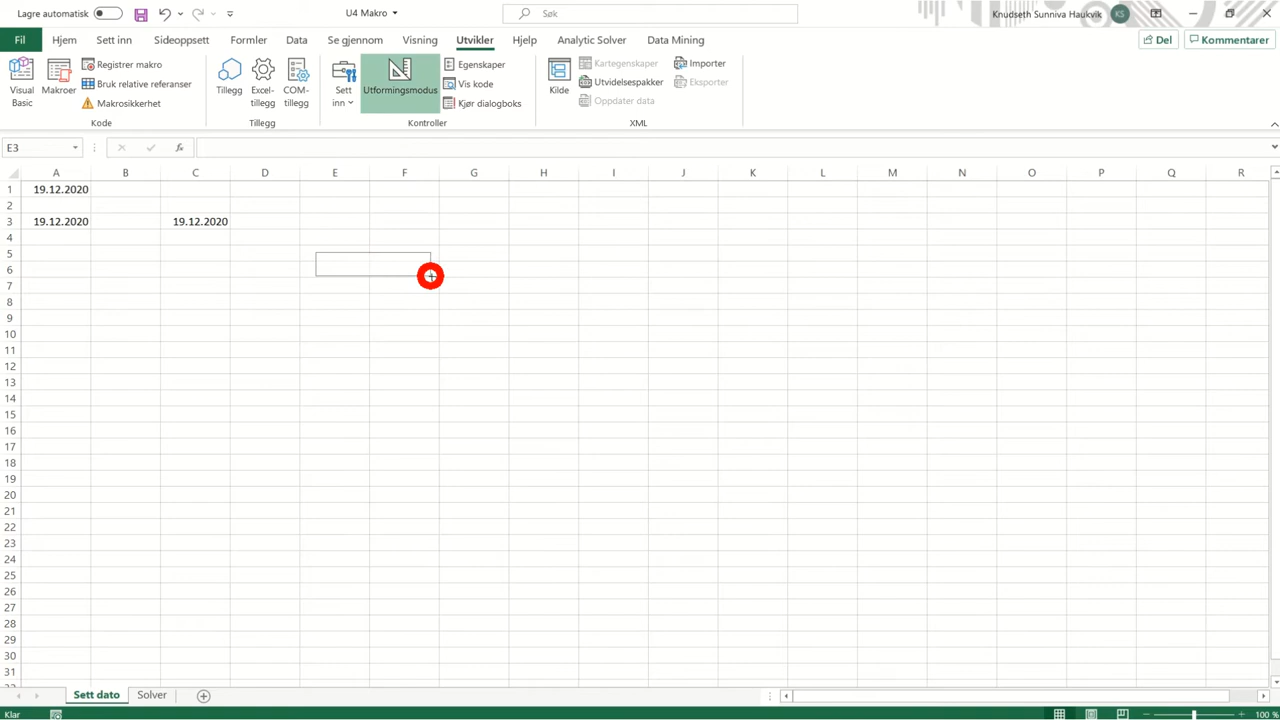 Lagre automatisk
U4 Makro
Søk
Knudseth Sunniva Haukvik
KS
Fil
Hjem
Sett inn
Sideoppsett
Formler
Data
Se gjennom
Visning
Utvikler
Hjelp
Analytic Solver
Data Mining
Del
Kommentarer
Visual
Basic
Makroer
Registrer makro
Bruk relative referanser
Makrosikkerhet
Kode
Tillegg
Excel-
tillegg
COM-
tillegg
Tillegg
Sett
inn
Utformingsmodus
Egenskaper
Vis kode
Kjør dialogboks
Kontroller
Kilde
Kartegenskaper
Utvidelsespakker
Oppdater data
Importer
Eksporter
XML
E3
fx
A B C D E F G H I J K L M N O P Q R
1 19.12.2020
2
3 19.12.2020 19.12.2020
4
5
6
7
8
9
10
11
12
13
14
15
16
17
18
19
20
21
22
23
24
25
26
27
28
29
30
31
Sett dato
Solver
Klar
100 %